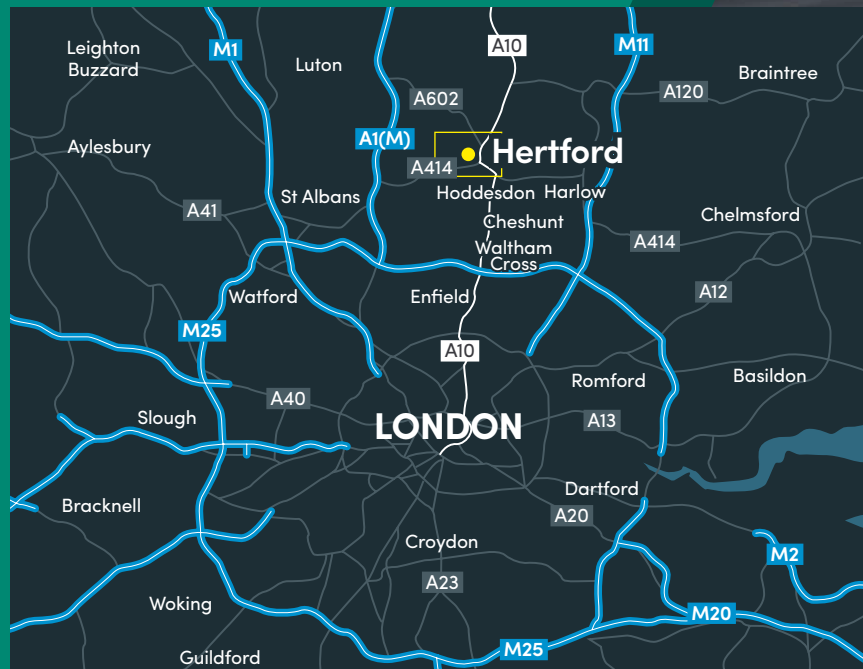 A10
M1
M11
Leighton
Buzzard
Luton
Braintree
A120
A602
A1(M)
Aylesbury
Hertford
A414
Hoddesdon
Harlow
St Albans
A41
Chelmsford
Cheshunt
A414
Waltham
Cross
A12
Watford
Enfield
M25
A10
Romford
Basildon
A40
Slough
LONDON
A13
Dartford
Bracknell
A20
Croydon
M2
A23
Woking
M20
M25
Guildford